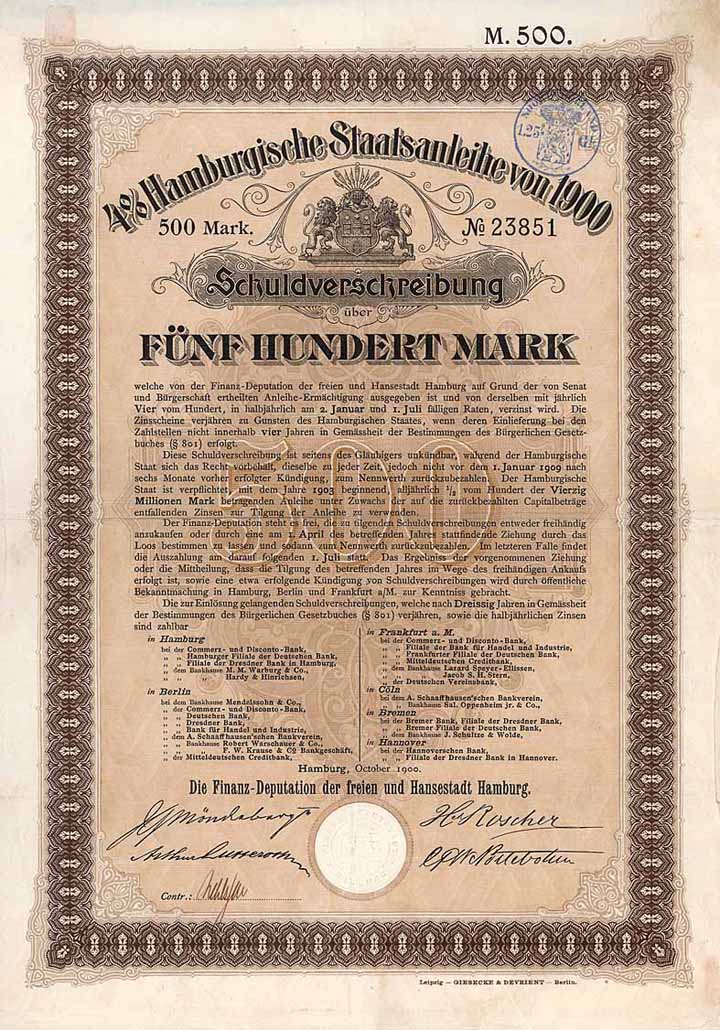 M. 500.
NOORD
1.25 Gl.
4% Hamburgische Staatsanleihe von 1900
500 Mark.
№ 23851
Schuldverschreibung
über
FÜNF HUNDERT MARK
welche von der Finanz-Deputation der freien und Hansestadt Hamburg auf Grund der von Senat
und Bürgerschaft ertheilten Anleihe-Ermächtigung ausgegeben ist und von derselben mit jährlich
Vier vom Hundert, in halbjährlich am 2. Januar und 1. Juli fälligen Raten, verzinst wird. Die
Zinsscheine verjähren zu Gunsten des Hamburgischen Staates, wenn deren Einlieferung bei den
Zahlstellen nicht innerhalb vier Jahren in Gemässheit der Bestimmungen des Bürgerlichen Gesetz-
buches (§ 801) erfolgt.
Diese Schuldverschreibung ist seitens des Gläubigers unkündbar, während der Hamburgische
Staat sich das Recht vorbehält, dieselbe zu jeder Zeit, jedoch nicht vor dem 1. Januar 1909 nach
sechs Monate vorher erfolgter Kündigung, zum Nennwerth zurückzubezahlen. Der Hamburgische
Staat ist verpflichtet, mit dem Jahre 1903 beginnend, alljährlich ½ vom Hundert der Vierzig
Millionen Mark betragenden Anleihe unter Zuwachs der auf die zurückbezahlten Capitalbeträge
entfallenden Zinsen zur Tilgung der Anleihe zu verwenden.
Der Finanz-Deputation steht es frei, die zu tilgenden Schuldverschreibungen entweder freihändig
anzukaufen oder durch eine am 1. April des betreffenden Jahres stattfindende Ziehung durch das
Loos bestimmen zu lassen und sodann zum Nennwerth zurückzubezahlen. Im letzteren Falle findet
die Auszahlung am darauf folgenden 1. Juli statt. Das Ergebniss der vorgenommenen Ziehung
oder die Mittheilung, dass die Tilgung des betreffenden Jahres im Wege des freihändigen Ankaufs
erfolgt ist, sowie eine etwa erfolgende Kündigung von Schuldverschreibungen wird durch öffentliche
Bekanntmachung in Hamburg, Berlin und Frankfurt a/M. zur Kenntniss gebracht.
Die zur Einlösung gelangenden Schuldverschreibungen, welche nach Dreissig Jahren in Gemässheit
der Bestimmungen des Bürgerlichen Gesetzbuches (§ 801) verjähren, sowie die halbjährlichen Zinsen
sind zahlbar
in Hamburg
bei der Commerz- und Disconto-Bank,
„ „ Hamburger Filiale der Deutschen Bank,
„ „ Filiale der Dresdner Bank in Hamburg,
„ dem Bankhause M. M. Warburg & Co.,
„ „ „ Hardy & Hinrichsen,
in Berlin
bei dem Bankhause Mendelssohn & Co.,
„ der Commerz- und Disconto-Bank,
„ „ Deutschen Bank,
„ „ Dresdner Bank,
„ „ Bank für Handel und Industrie,
„ dem A. Schaaffhausen'schen Bankverein,
„ „ Bankhause Robert Warschauer & Co.,
„ „ „ F. W. Krause & Co Bankgeschäft,
„ der Mitteldeutschen Creditbank,
in Frankfurt a. M.
bei der Commerz- und Disconto-Bank,
„ „ Filiale der Bank für Handel und Industrie,
„ „ Frankfurter Filiale der Deutschen Bank,
„ „ Mitteldeutschen Creditbank,
„ dem Bankhause Lazard Speyer-Ellissen,
„ „ „ Jacob S. H. Stern,
„ der Deutschen Vereinsbank,
in Cöln
bei dem A. Schaaffhausen'schen Bankverein,
„ „ Bankhause Sal. Oppenheim jr. & Co.,
in Bremen
bei der Bremer Bank, Filiale der Dresdner Bank,
„ „ Bremer Filiale der Deutschen Bank,
„ dem Bankhause J. Schultze & Wolde,
in Hannover
bei der Hannoverschen Bank,
„ „ Filiale der Dresdner Bank in Hannover.
500
Hamburg, October 1900.
Die Finanz-Deputation der freien und Hansestadt Hamburg.
Hr Roscher
Contr.:
Leipzig — GIESECKE & DEVRIENT — Berlin.